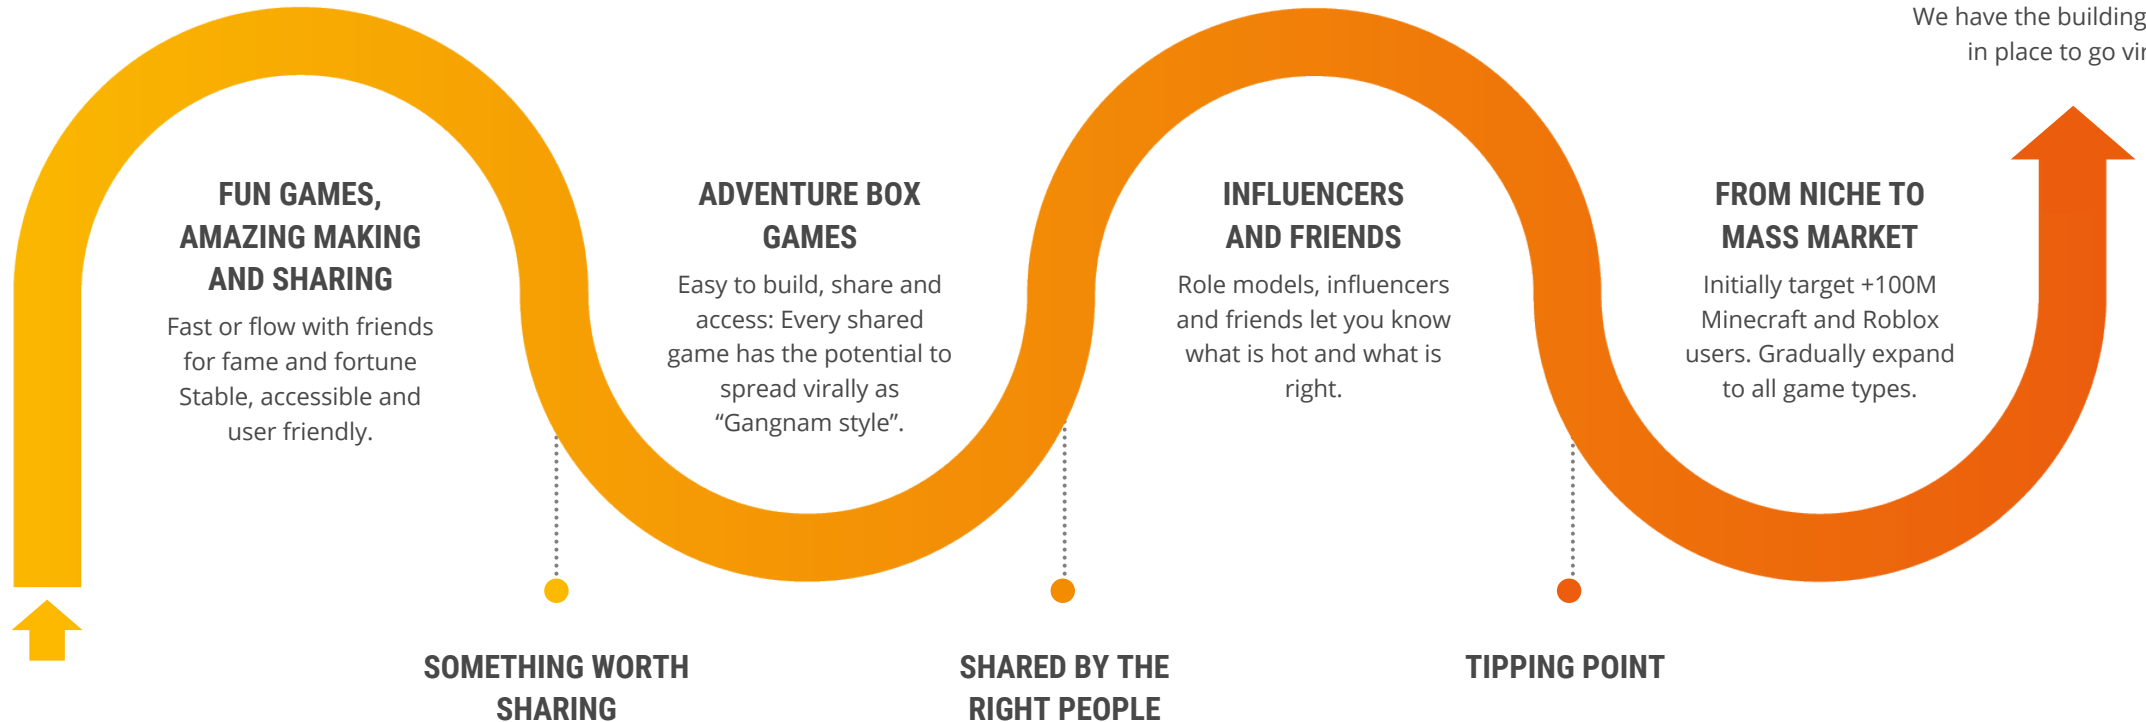 We have the building
in place to go
FUN GAMES,
AMAZING MAKING
AND SHARING
Fast or flow with friends
for fame and fortune
Stable, accessible and
user friendly.
ADVENTURE BOX
GAMES
Easy to build, share and
access: Every shared
game has the potential to
spread virally as
“Gangnam style”.
INFLUENCERS
AND FRIENDS
Role models, influencers
and friends let you know
what is hot and what is
right.
FROM NICHE TO
MASS MARKET
Initially target +100M
Minecraft and Roblox
users. Gradually expand
to all game types.
SOMETHING WORTH
SHARING
SHARED BY THE
RIGHT PEOPLE
TIPPING POINT